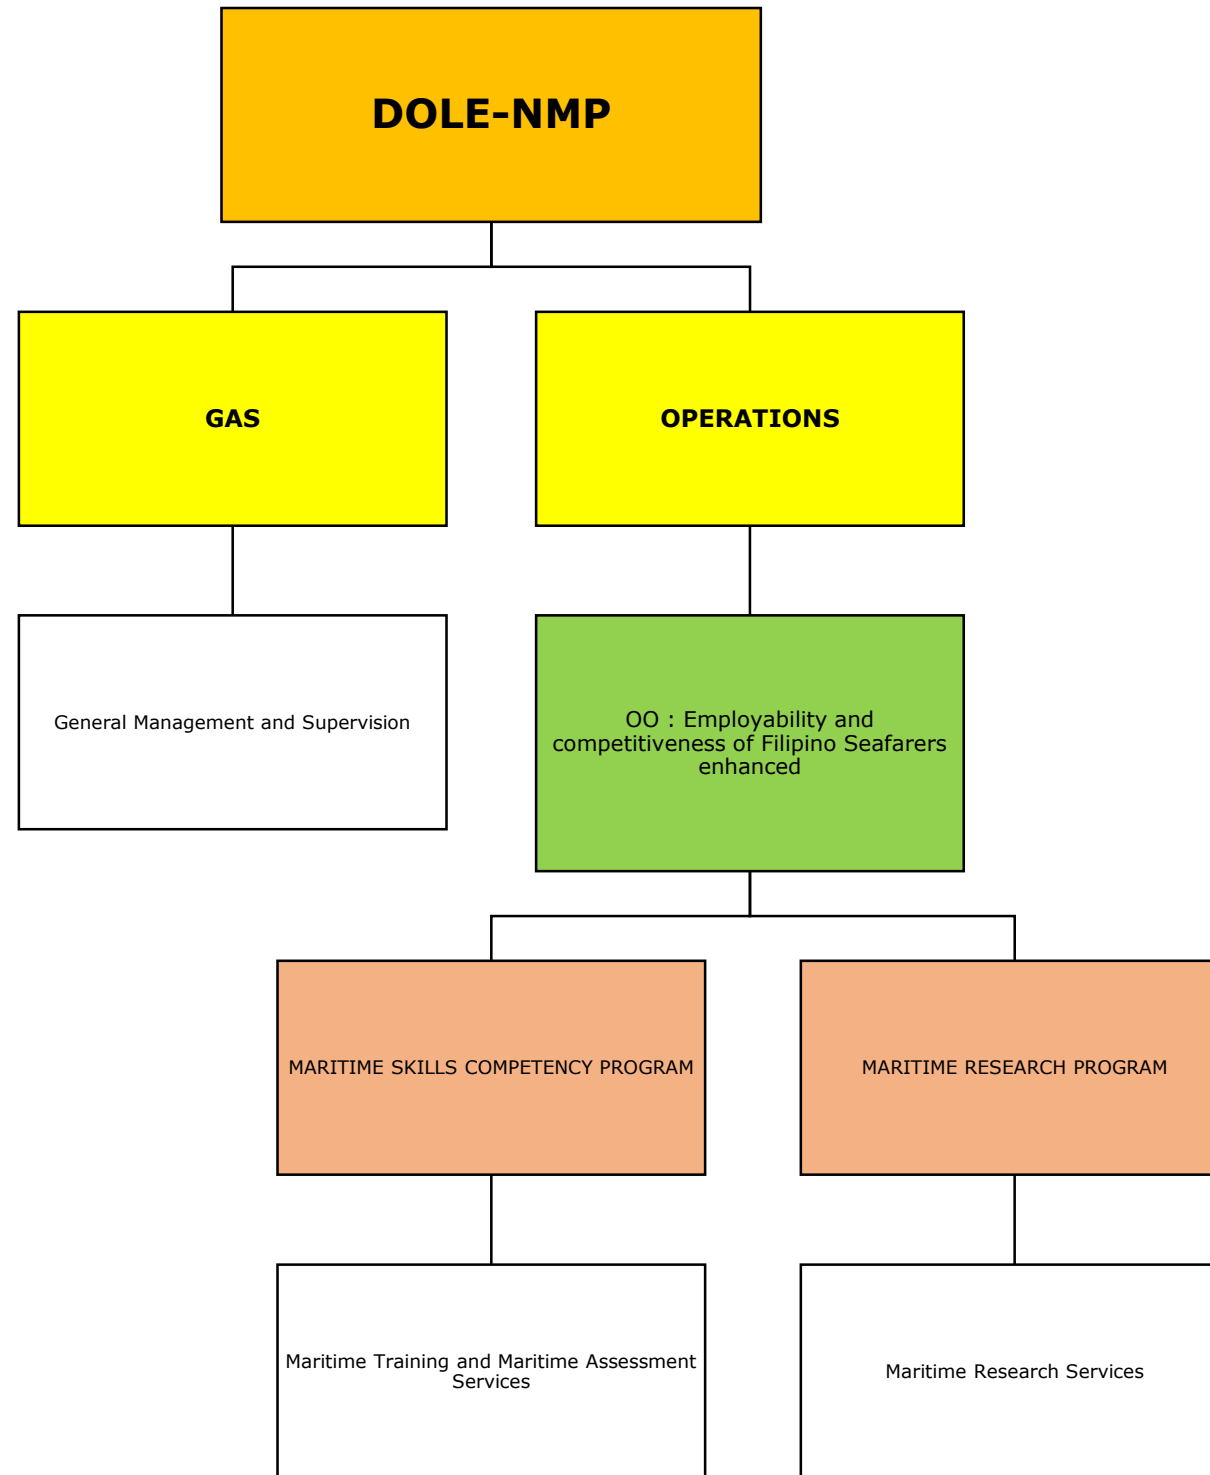 DOLE-NMP
GAS
OPERATIONS
General Management and Supervision
OO : Employability and
competitiveness of Filipino Seafarers
enhanced
MARITIME SKILLS COMPETENCY PROGRAM
MARITIME RESEARCH PROGRAM
Maritime Training and Maritime Assessment
Services
Maritime Research Services